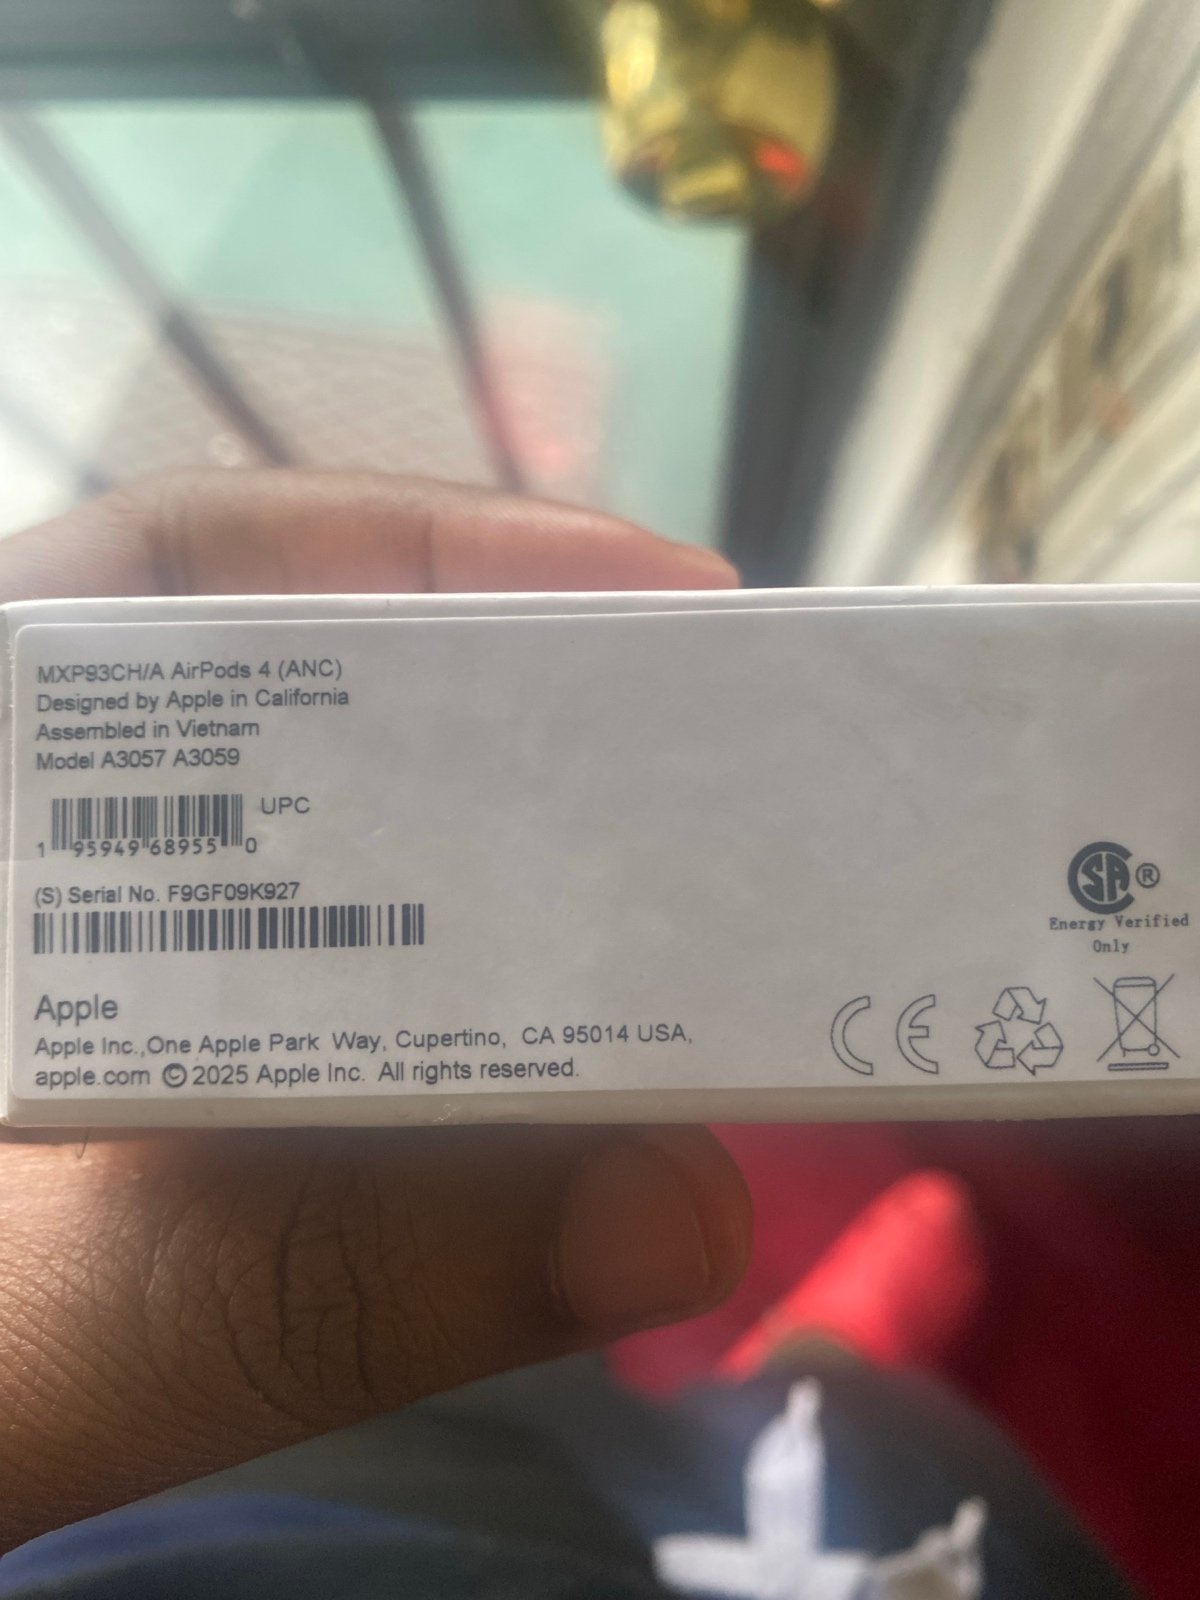 MXP93CH/A AirPods 4 (ANC)
Designed by Apple in California
Assembled in Vietnam
Model A3057 A3059
UPC
1 95949 68955 0
(S) Serial No. F9GF09K927
SA ®
Energy Verified
Only
Apple
Apple Inc.,One Apple Park Way, Cupertino, CA 95014 USA,
apple.com © 2025 Apple Inc. All rights reserved.
CE